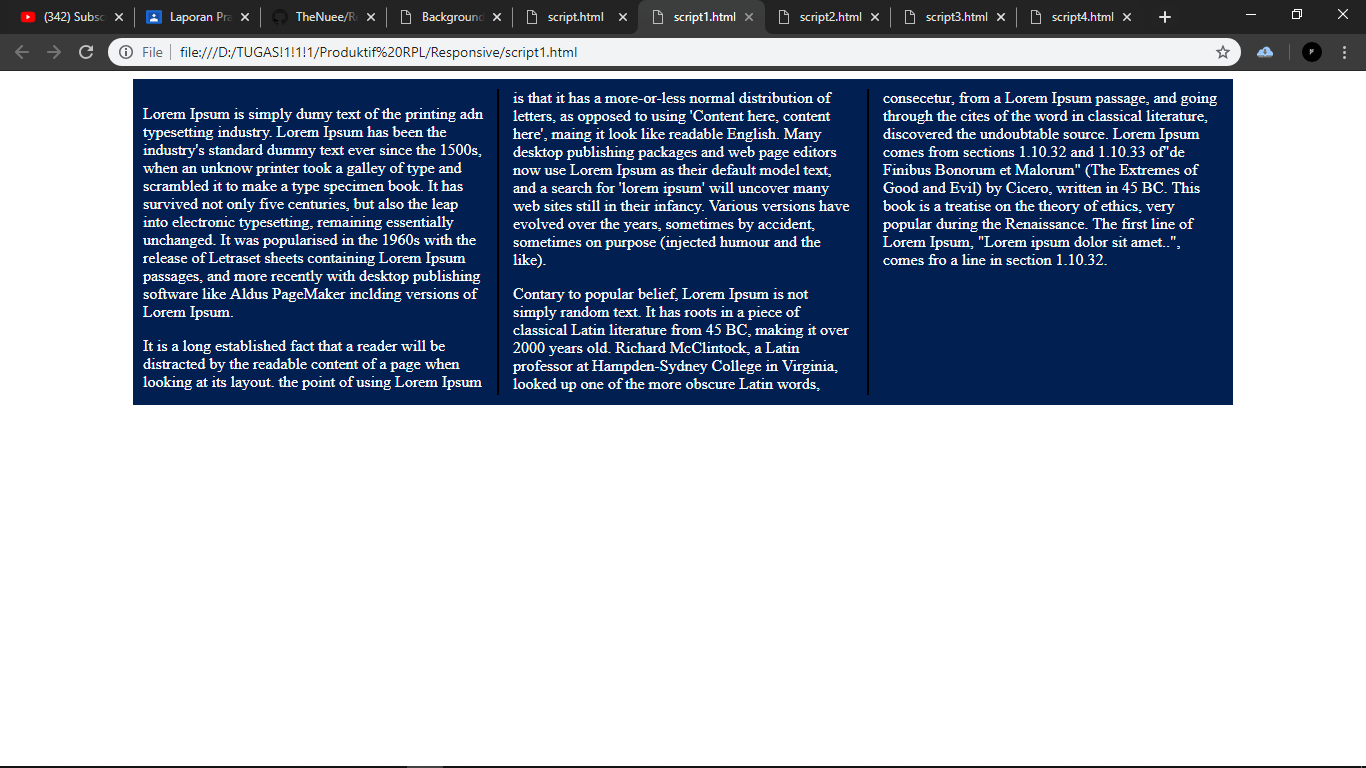 (342) Subsc
Laporan Pra
TheNuee/R
Background
script.html
script1.html
script2.html
script3.html
script4.html
File
file:///D:/TUGAS!1!1!1/Produktif%20RPL/Responsive/script1.html
Lorem Ipsum is simply dumy text of the printing adn
typesetting industry. Lorem Ipsum has been the
industry's standard dummy text ever since the 1500s,
when an unknow printer took a galley of type and
scrambled it to make a type specimen book. It has
survived not only five centuries, but also the leap
into electronic typesetting, remaining essentially
unchanged. It was popularised in the 1960s with the
release of Letraset sheets containing Lorem Ipsum
passages, and more recently with desktop publishing
software like Aldus PageMaker inclding versions of
Lorem Ipsum.
It is a long established fact that a reader will be
distracted by the readable content of a page when
looking at its layout. the point of using Lorem Ipsum
is that it has a more-or-less normal distribution of
letters, as opposed to using 'Content here, content
here', maing it look like readable English. Many
desktop publishing packages and web page editors
now use Lorem Ipsum as their default model text,
and a search for 'lorem ipsum' will uncover many
web sites still in their infancy. Various versions have
evolved over the years, sometimes by accident,
sometimes on purpose (injected humour and the
like).
Contary to popular belief, Lorem Ipsum is not
simply random text. It has roots in a piece of
classical Latin literature from 45 BC, making it over
2000 years old. Richard McClintock, a Latin
professor at Hampden-Sydney College in Virginia,
looked up one of the more obscure Latin words,
consecetur, from a Lorem Ipsum passage, and going
through the cites of the word in classical literature,
discovered the undoubtable source. Lorem Ipsum
comes from sections 1.10.32 and 1.10.33 of"de
Finibus Bonorum et Malorum" (The Extremes of
Good and Evil) by Cicero, written in 45 BC. This
book is a treatise on the theory of ethics, very
popular during the Renaissance. The first line of
Lorem Ipsum, "Lorem ipsum dolor sit amet..",
comes fro a line in section 1.10.32.